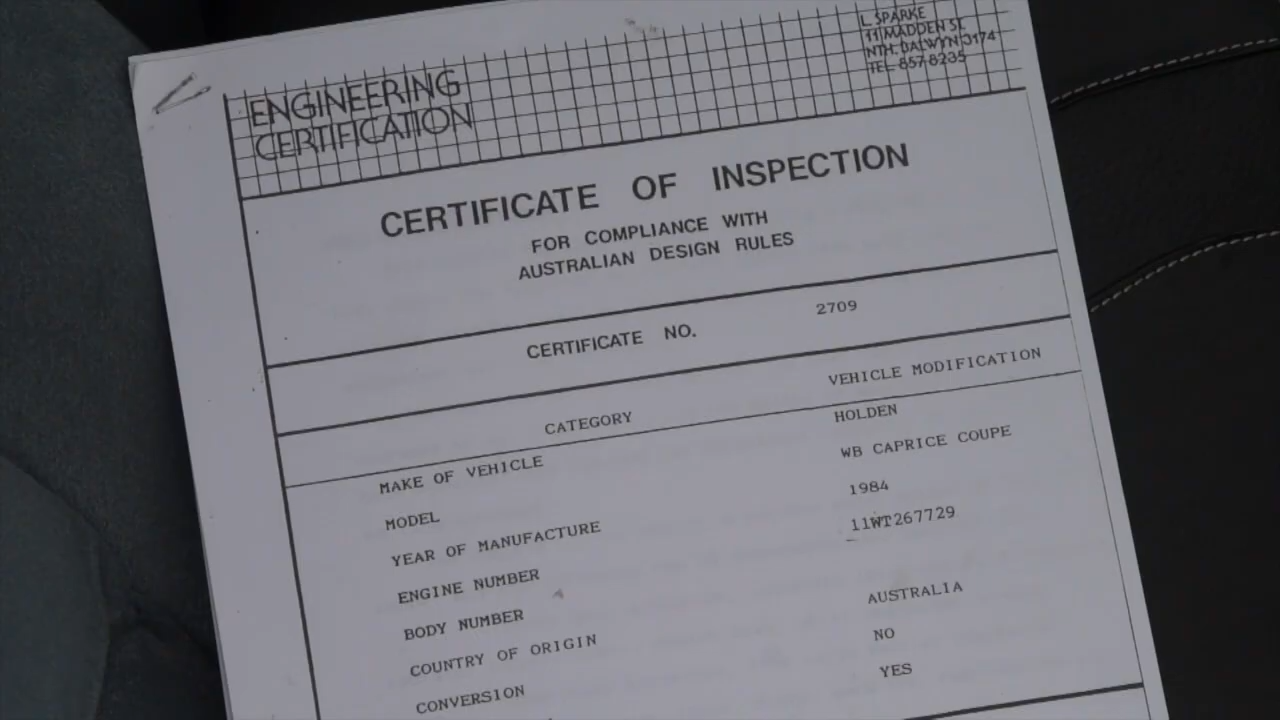 ENGINEERING
CERTIFICATION
L. SPARKE
11 MADDEN ST.
NTH. BALWYN 3174
TEL. 857 8235
CERTIFICATE OF INSPECTION
FOR COMPLIANCE WITH
AUSTRALIAN DESIGN RULES
CERTIFICATE NO. 2709
CATEGORY VEHICLE MODIFICATION
MAKE OF VEHICLE HOLDEN
MODEL WB CAPRICE COUPE
YEAR OF MANUFACTURE 1984
ENGINE NUMBER 11WT267729
BODY NUMBER
COUNTRY OF ORIGIN AUSTRALIA
CONVERSION NO
YES